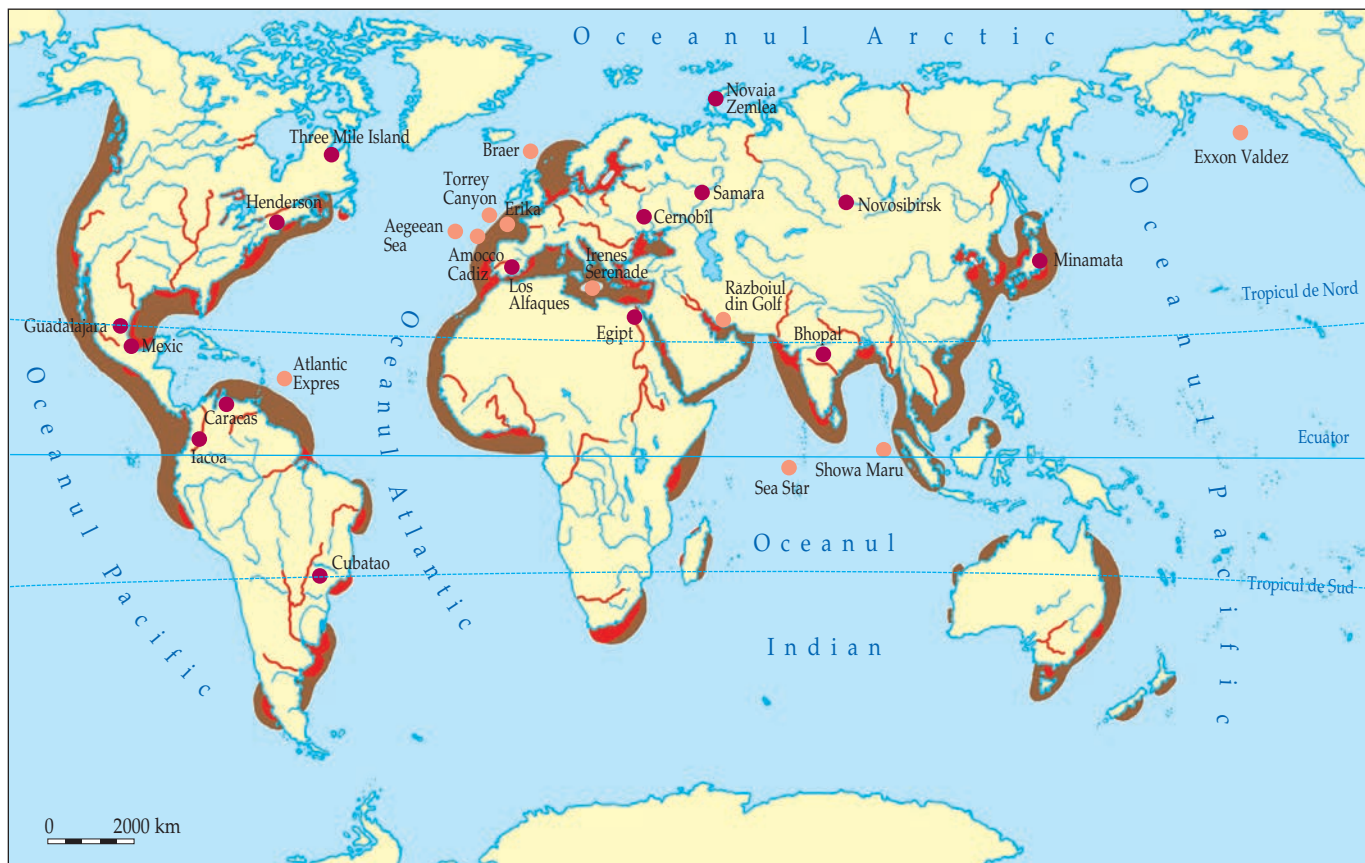 Oceanul Arctic
Novaia
Zemlea
Three Mile Island
Braer
Exxon Valdez
Torrey
Canyon
Henderson
Erika
Samara
Novosibirsk
Cernobîl
Aegeean
Sea
Amocco
Cadiz
Los
Alfaques
Irenes
Serenade
Minamata
Războiul
din Golf
Tropicul de Nord
Guadalajara
Mexic
Egipt
Bhopal
Atlantic
Expres
Caracas
Iacoa
Ecuator
Showa Maru
Sea Star
Oceanul Pacific
Oceanul Atlantic
Oceanul
Indian
Oceanul Pacific
Cubatao
Tropicul de Sud
0 2000 km